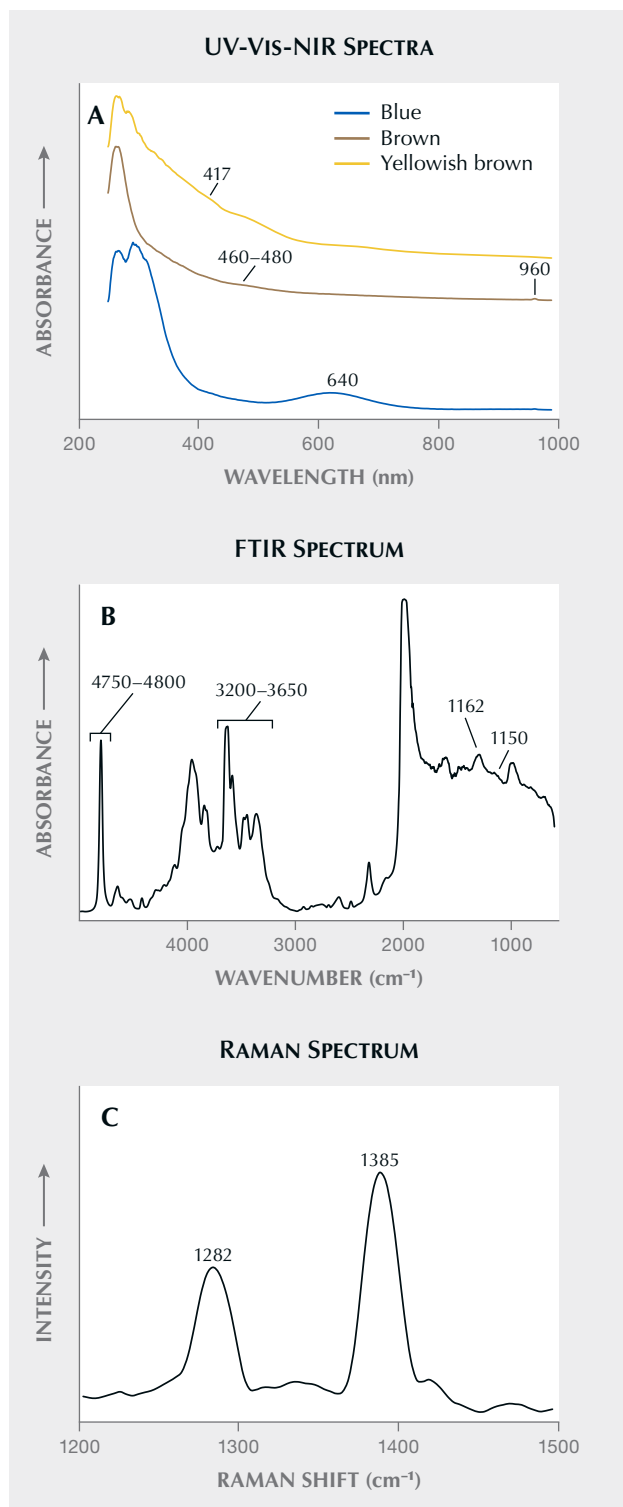 UV-VIS-NIR SPECTRA
A
Blue
Brown
Yellowish brown
417
460–480
960
640
ABSORBANCE
200
400
600
800
1000
WAVELENGTH (nm)
FTIR SPECTRUM
B
4750–4800
3200–3650
1162
1150
ABSORBANCE
4000
3000
2000
1000
WAVENUMBER (cm⁻¹)
RAMAN SPECTRUM
C
1385
1282
INTENSITY
1200
1300
1400
1500
RAMAN SHIFT (cm⁻¹)